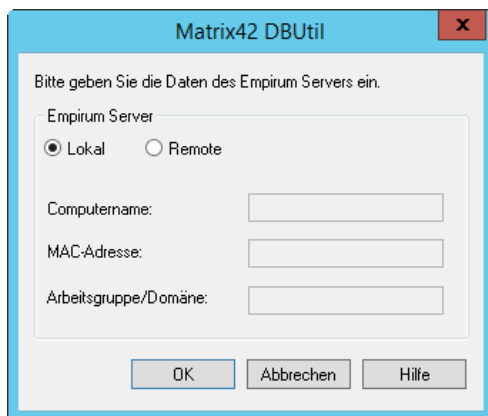 Matrix42 DBUtil
x
Bitte geben Sie die Daten des Empirum Servers ein.
Empirum Server
Lokal Remote
Computername:
MAC-Adresse:
Arbeitsgruppe/Domäne:
OK Abbrechen Hilfe